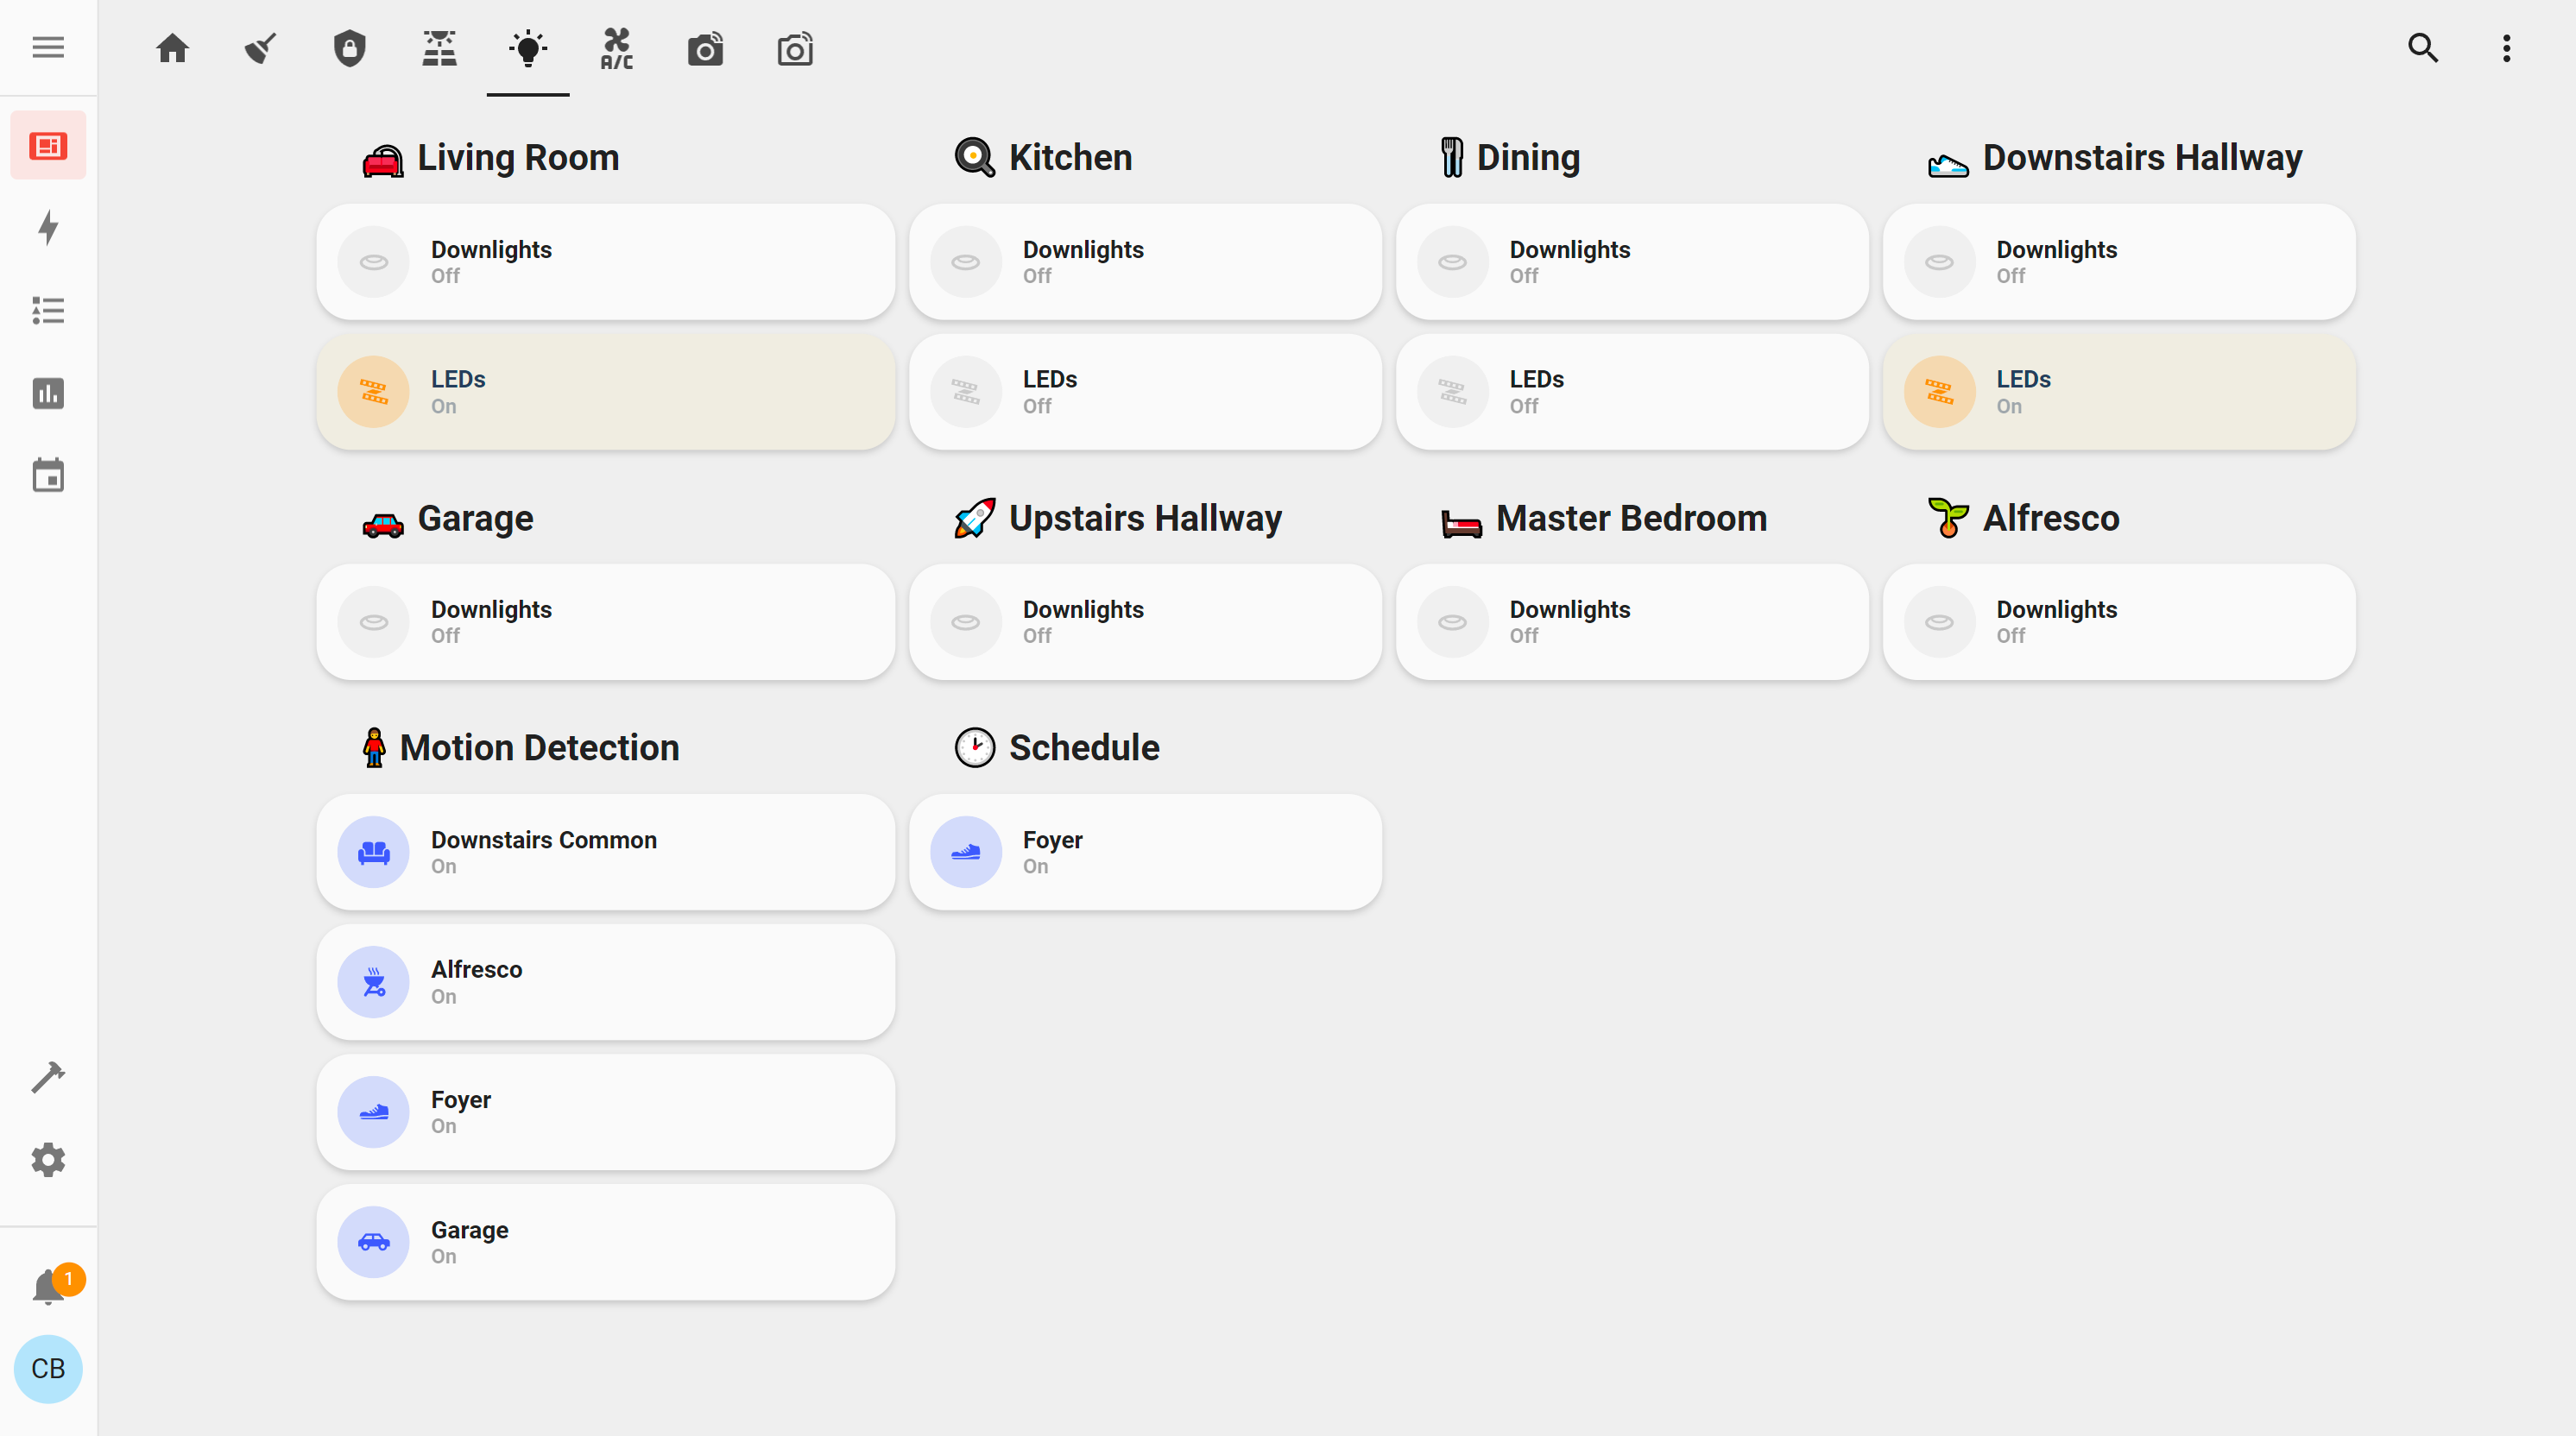 A/C
Living Room
Downlights
Off
LEDs
On
Kitchen
Downlights
Off
LEDs
Off
Dining
Downlights
Off
LEDs
Off
Downstairs Hallway
Downlights
Off
LEDs
On
Garage
Downlights
Off
Upstairs Hallway
Downlights
Off
Master Bedroom
Downlights
Off
Alfresco
Downlights
Off
Motion Detection
Downstairs Common
On
Alfresco
On
Foyer
On
Garage
On
Schedule
Foyer
On
1
CB